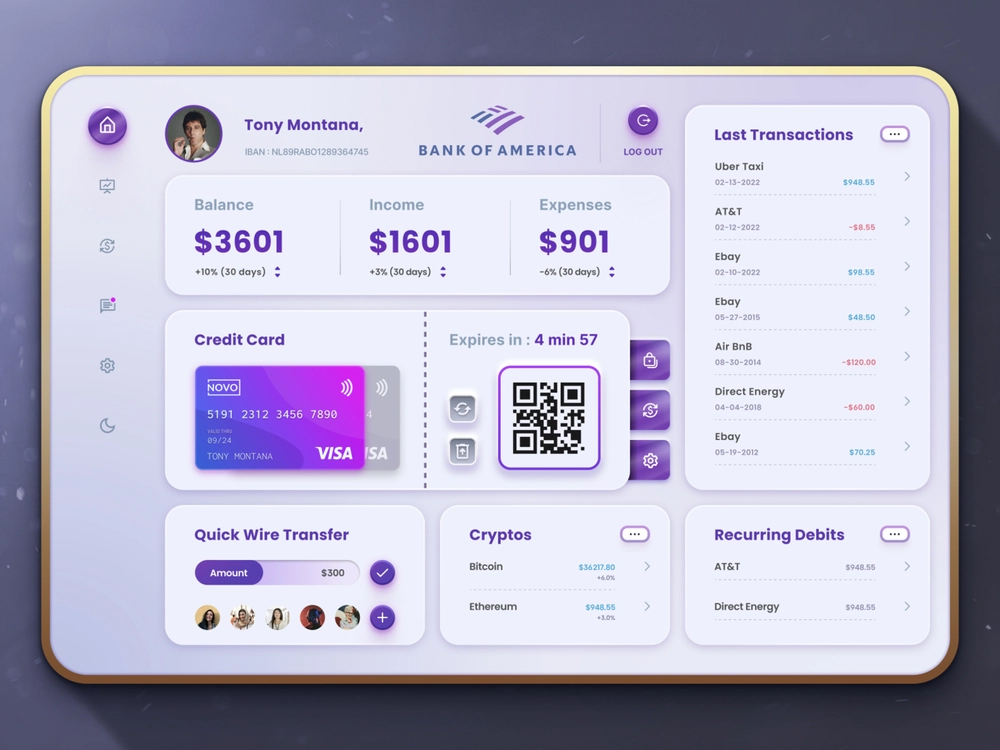 Tony Montana,
IBAN : NL89RABO1289364745
BANK OF AMERICA
LOG OUT
Balance
$3601
+10% (30 days)
Income
$1601
+3% (30 days)
Expenses
$901
-6% (30 days)
Credit Card
NOVO
5191 2312 3456 7890
VALID THRU
09/24
TONY MONTANA
VISA
4
ISA
Expires in : 4 min 57
Last Transactions
Uber Taxi
02-13-2022 $948.55
AT&T
02-12-2022 -$8.55
Ebay
02-10-2022 $98.55
Ebay
05-27-2015 $48.50
Air BnB
08-30-2014 -$120.00
Direct Energy
04-04-2018 -$60.00
Ebay
05-19-2012 $70.25
Quick Wire Transfer
Amount $300
Cryptos
Bitcoin $36217.80
+6.0%
Ethereum $948.55
+3.0%
Recurring Debits
AT&T $948.55
Direct Energy $948.55